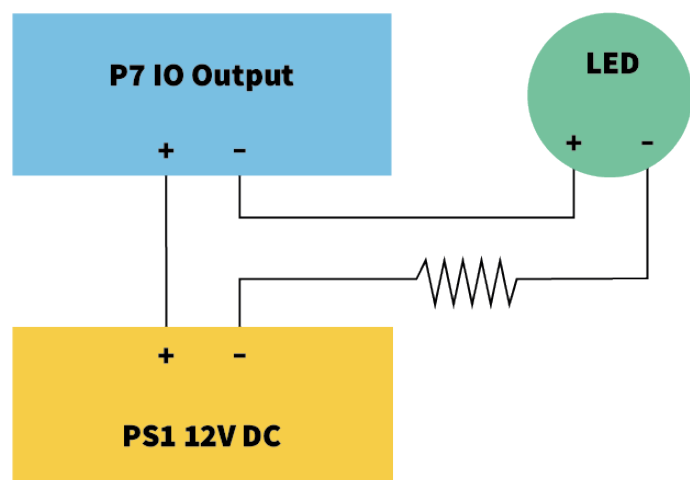 P7 IO Output
LED
+ −
+ −
+ −
PS1 12V DC